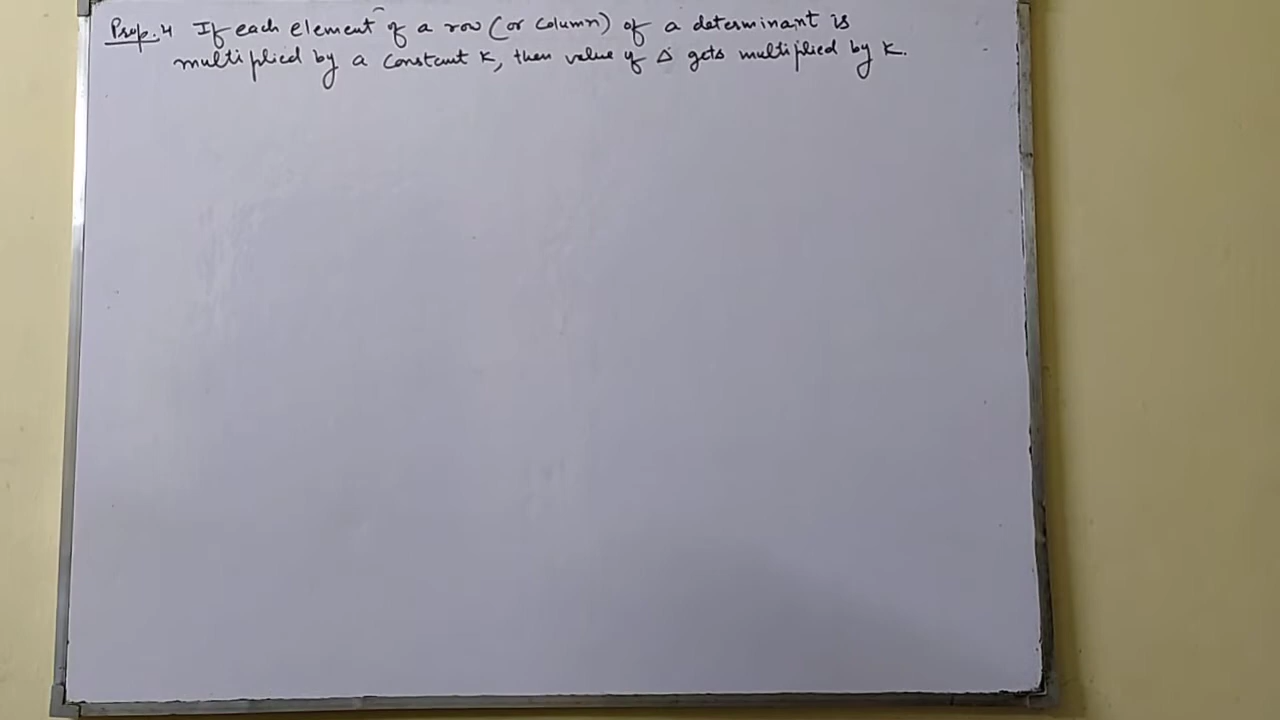 Prop. 4 If each element of a row (or column) of a determinant is
multiplied by a constant K, then value of Δ gets multiplied by K.